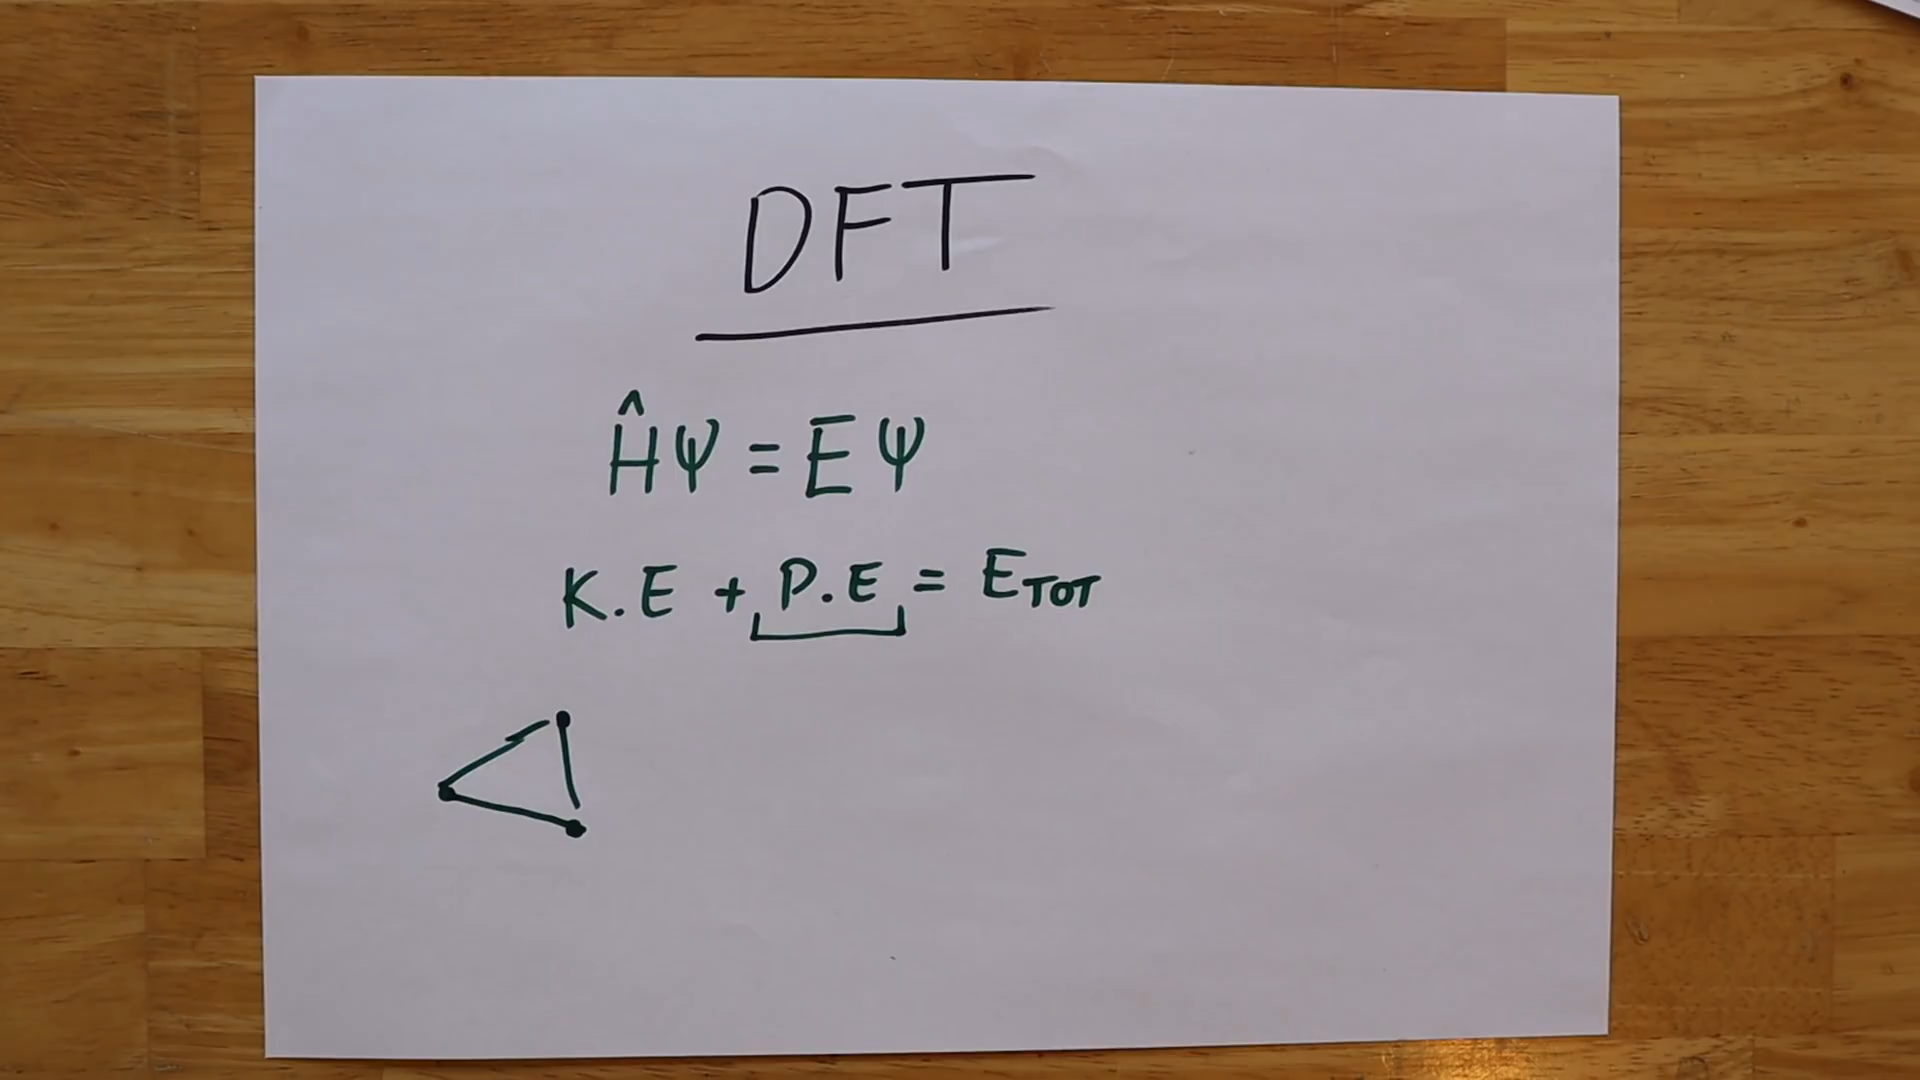 DFT
ĤΨ = EΨ
K.E + P.E = E_TOT